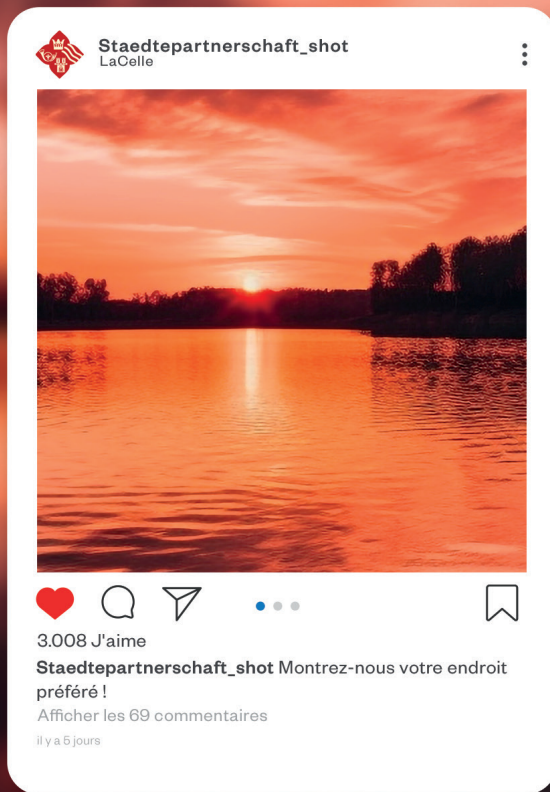 Staedtepartnerschaft_shot
LaCelle
3.008 J'aime
Staedtepartnerschaft_shot Montrez-nous votre endroit
préféré !
Afficher les 69 commentaires
il y a 5 jours